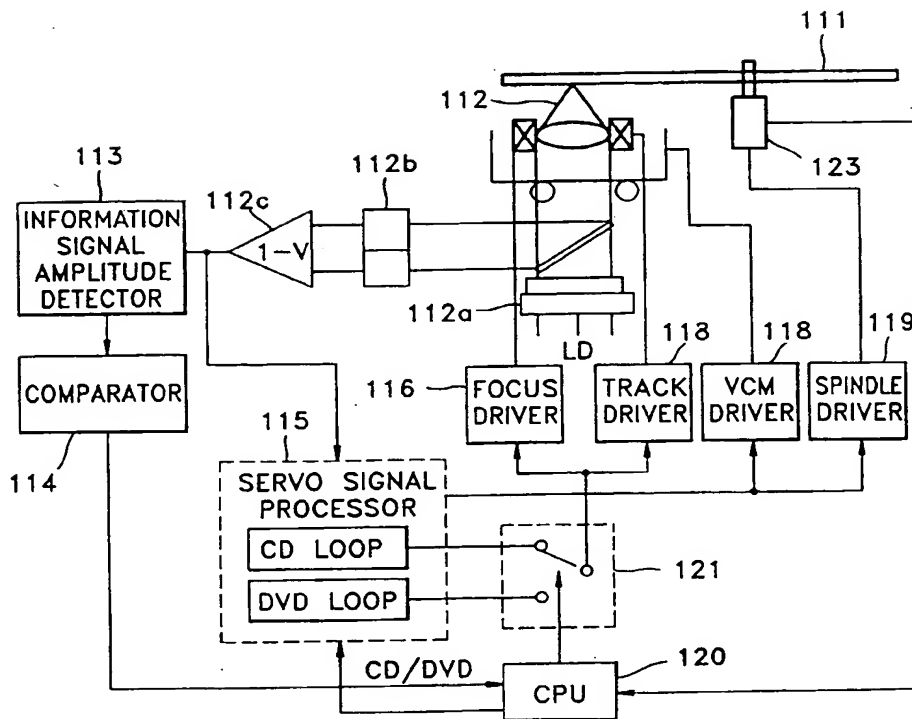 111
112
123
113
112b
112c
INFORMATION
SIGNAL
AMPLITUDE
DETECTOR
1-V
112a
LD
118
118
119
116
FOCUS
DRIVER
TRACK
DRIVER
VCM
DRIVER
SPINDLE
DRIVER
COMPARATOR
114
115
SERVO SIGNAL
PROCESSOR
CD LOOP
DVD LOOP
121
CD/DVD
120
CPU